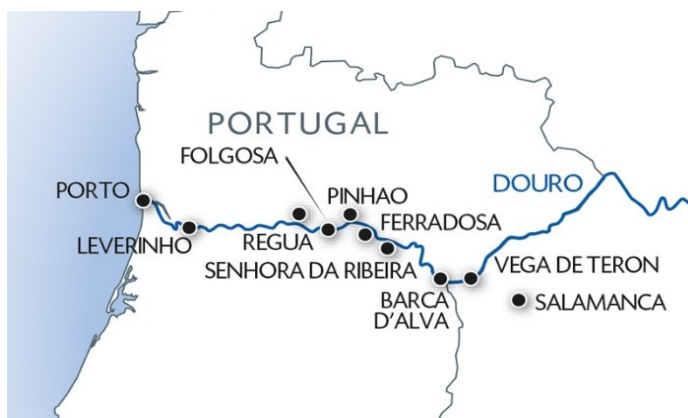 PORTUGAL
FOLGOSA
PORTO
PINHAO
DOURO
LEVERINHO
REGUA
FERRADOSA
SENHORA DA RIBEIRA
VEGA DE TERON
BARCA
D'ALVA
SALAMANCA